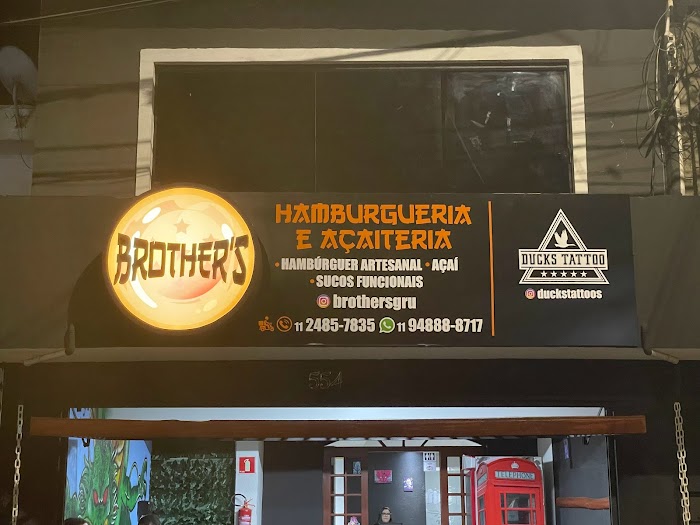 BROTHER'S
HAMBURGUERIA
E AÇAITERIA
• HAMBÚRGUER ARTESANAL • AÇAÍ
• SUCOS FUNCIONAIS
brothersgru
11 2485-7835 11 94888-8717
DUCKS TATTOO
duckstattoos
TELEPHONE